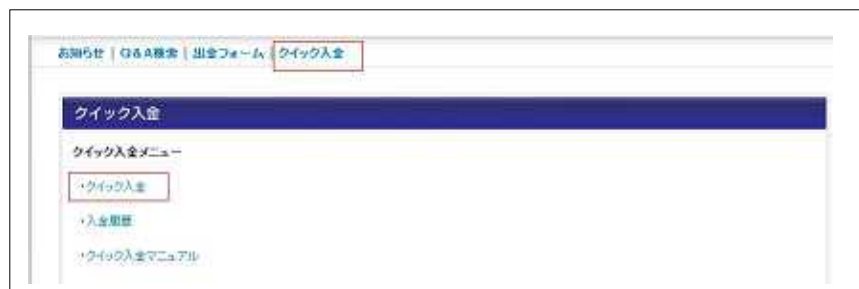 お知らせ | Q&A検索 | 出金フォーム | クイック入金
クイック入金
クイック入金メニュー
・クイック入金
・入金履歴
・クイック入金マニュアル